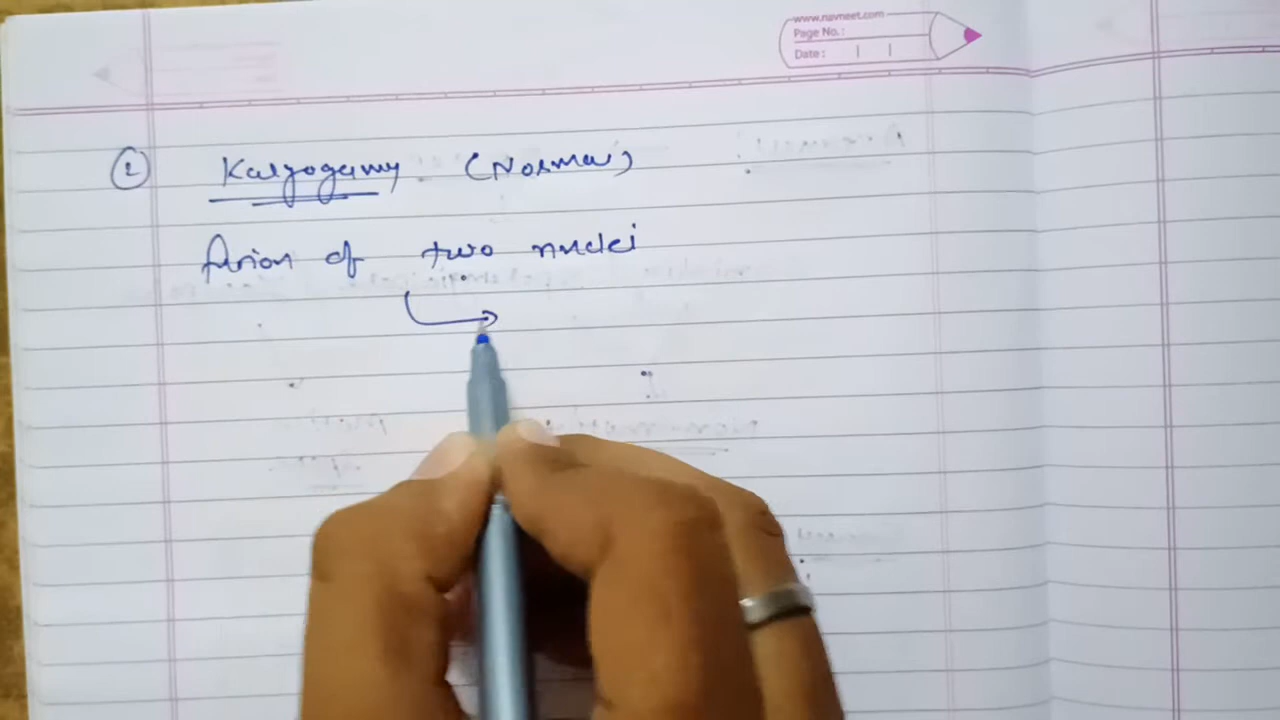 www.navneet.com
Page No.:
Date:
② Karyogamy (Normal)
fusion of two nuclei